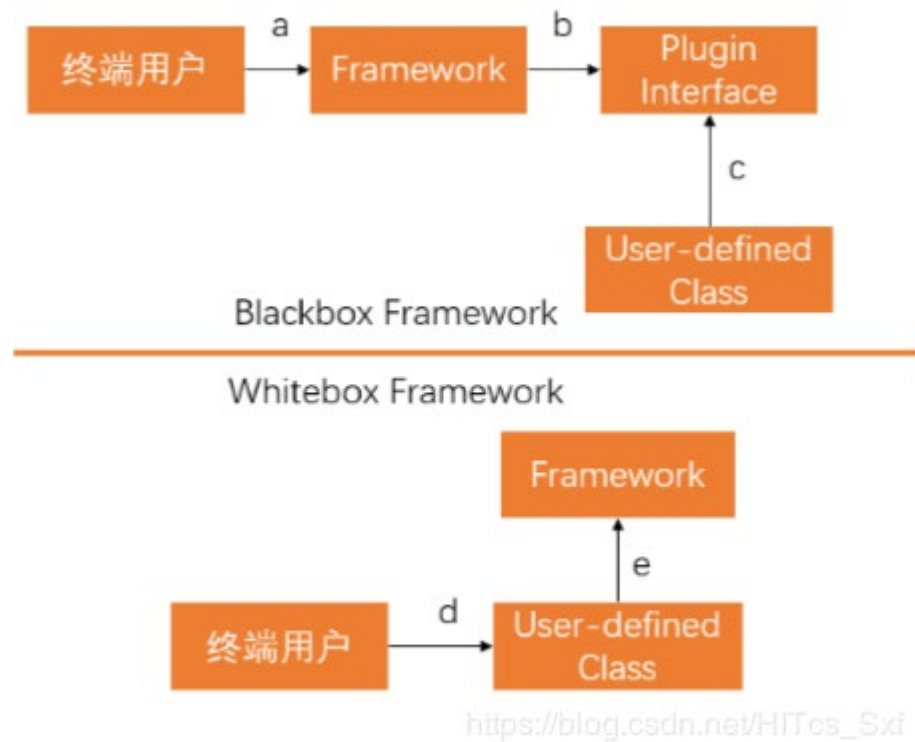 a
b
终端用户
Framework
Plugin
Interface
c
User-defined
Class
Blackbox Framework
Whitebox Framework
Framework
e
d
终端用户
User-defined
Class
https://blog.csdn.net/HITcs_Sxf